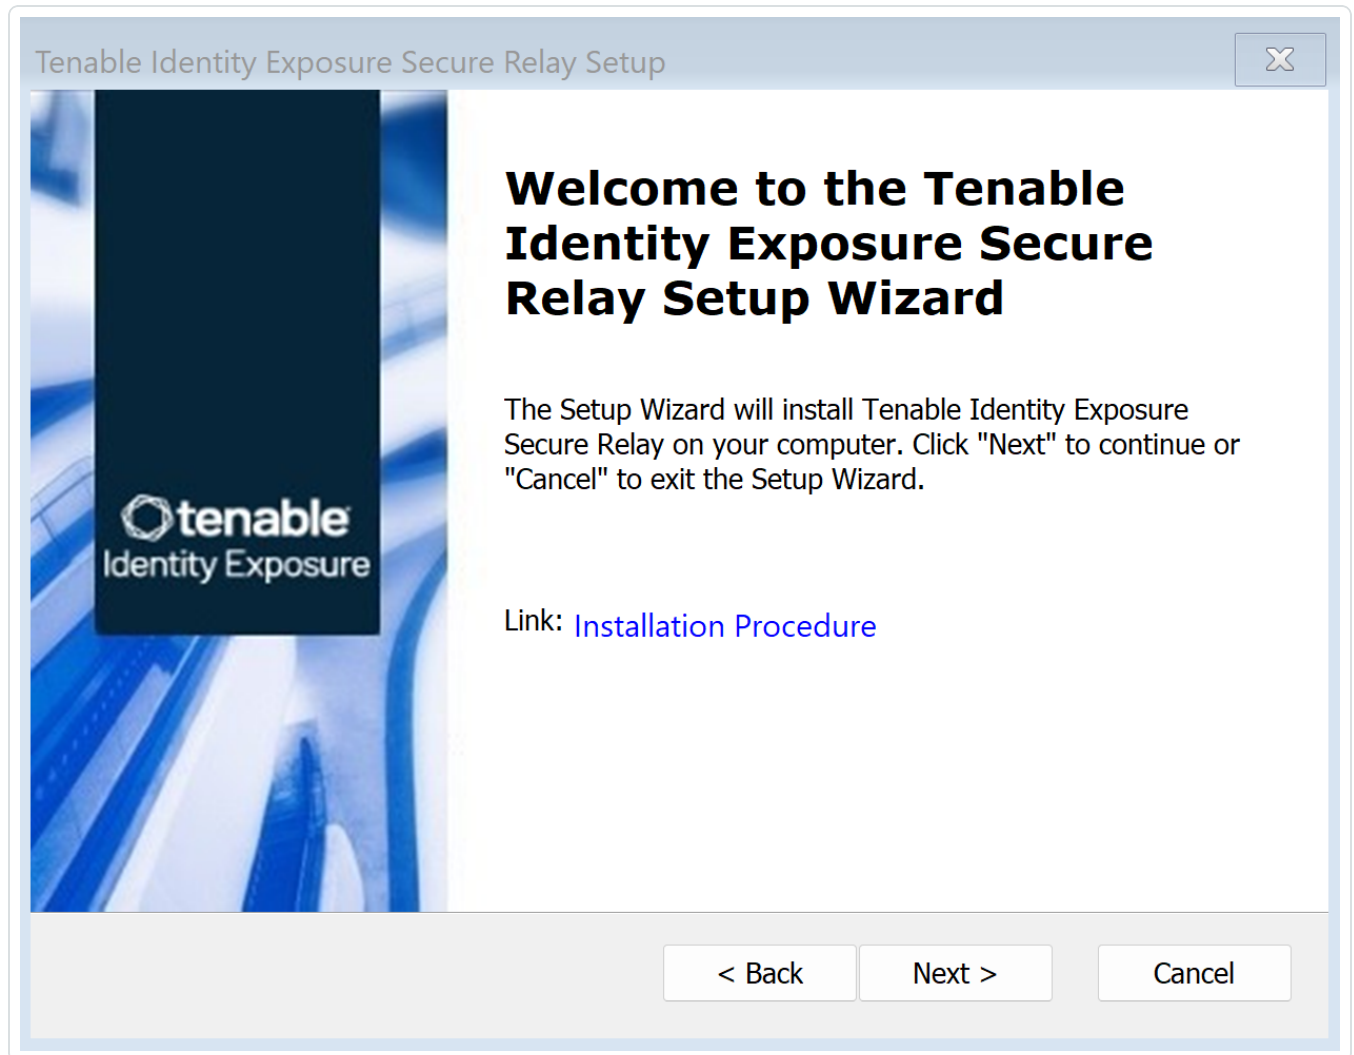 Tenable Identity Exposure Secure Relay Setup
Welcome to the Tenable
Identity Exposure Secure
Relay Setup Wizard
The Setup Wizard will install Tenable Identity Exposure
Secure Relay on your computer. Click "Next" to continue or
"Cancel" to exit the Setup Wizard.
tenable
Identity Exposure
Link: Installation Procedure
< Back
Next >
Cancel